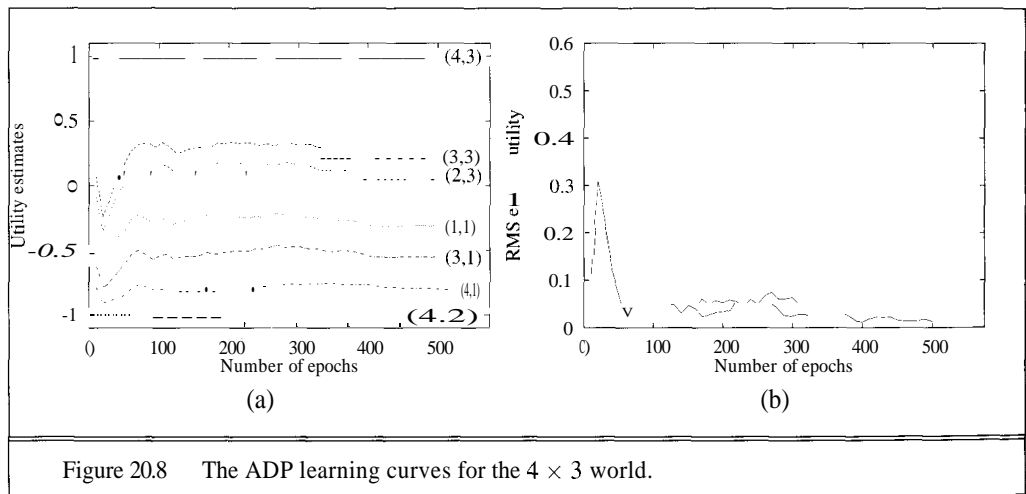 1
0.5
0
-0.5
-1
Utility estimates
(4,3)
(3,3)
(2,3)
(1,1)
(3,1)
(4,1)
(4.2)
0 100 200 300 400 500
Number of epochs
(a)
0.6
0.5
0.4
0.3
0.2
0.1
0
RMS e1 utility
0 100 200 300 400 500
Number of epochs
(b)
Figure 20.8 The ADP learning curves for the 4 × 3 world.